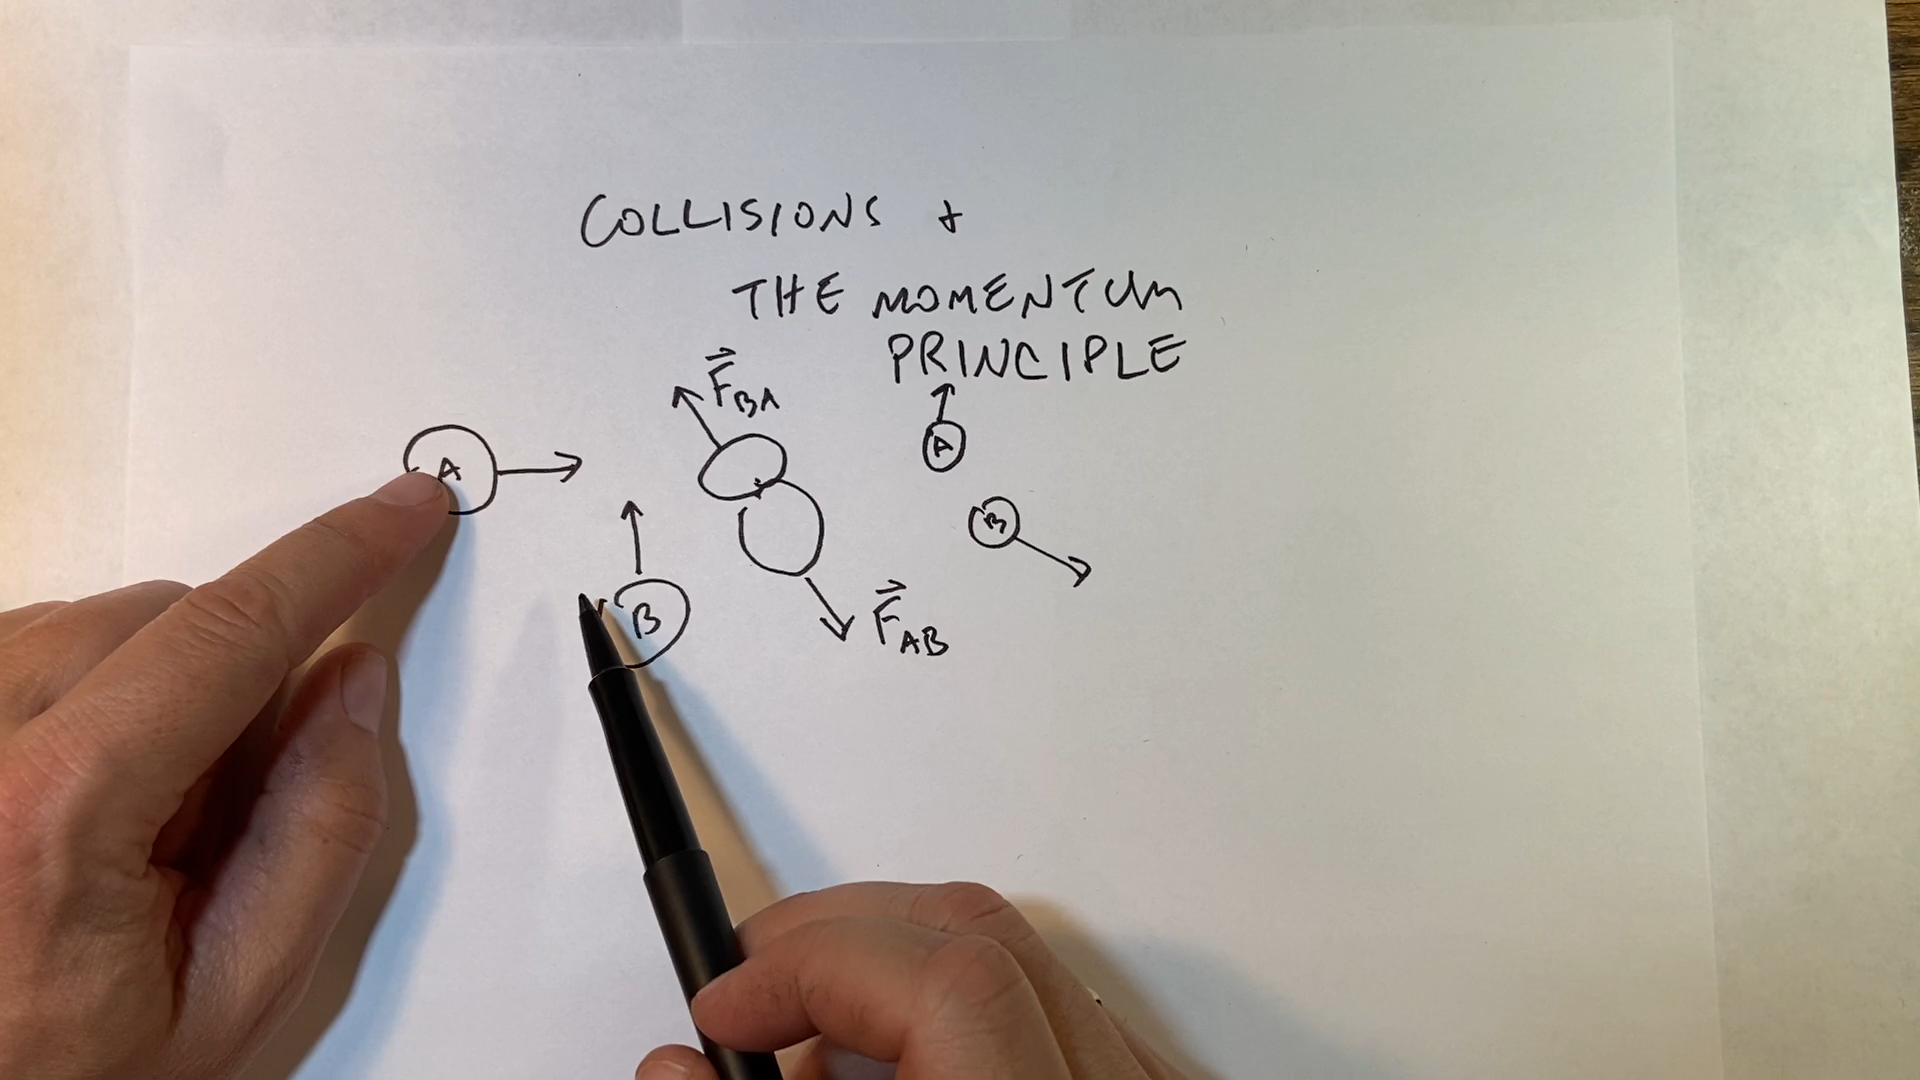 COLLISIONS +
THE MOMENTUM
PRINCIPLE
F⃗BA
A
A
B
B
F⃗AB